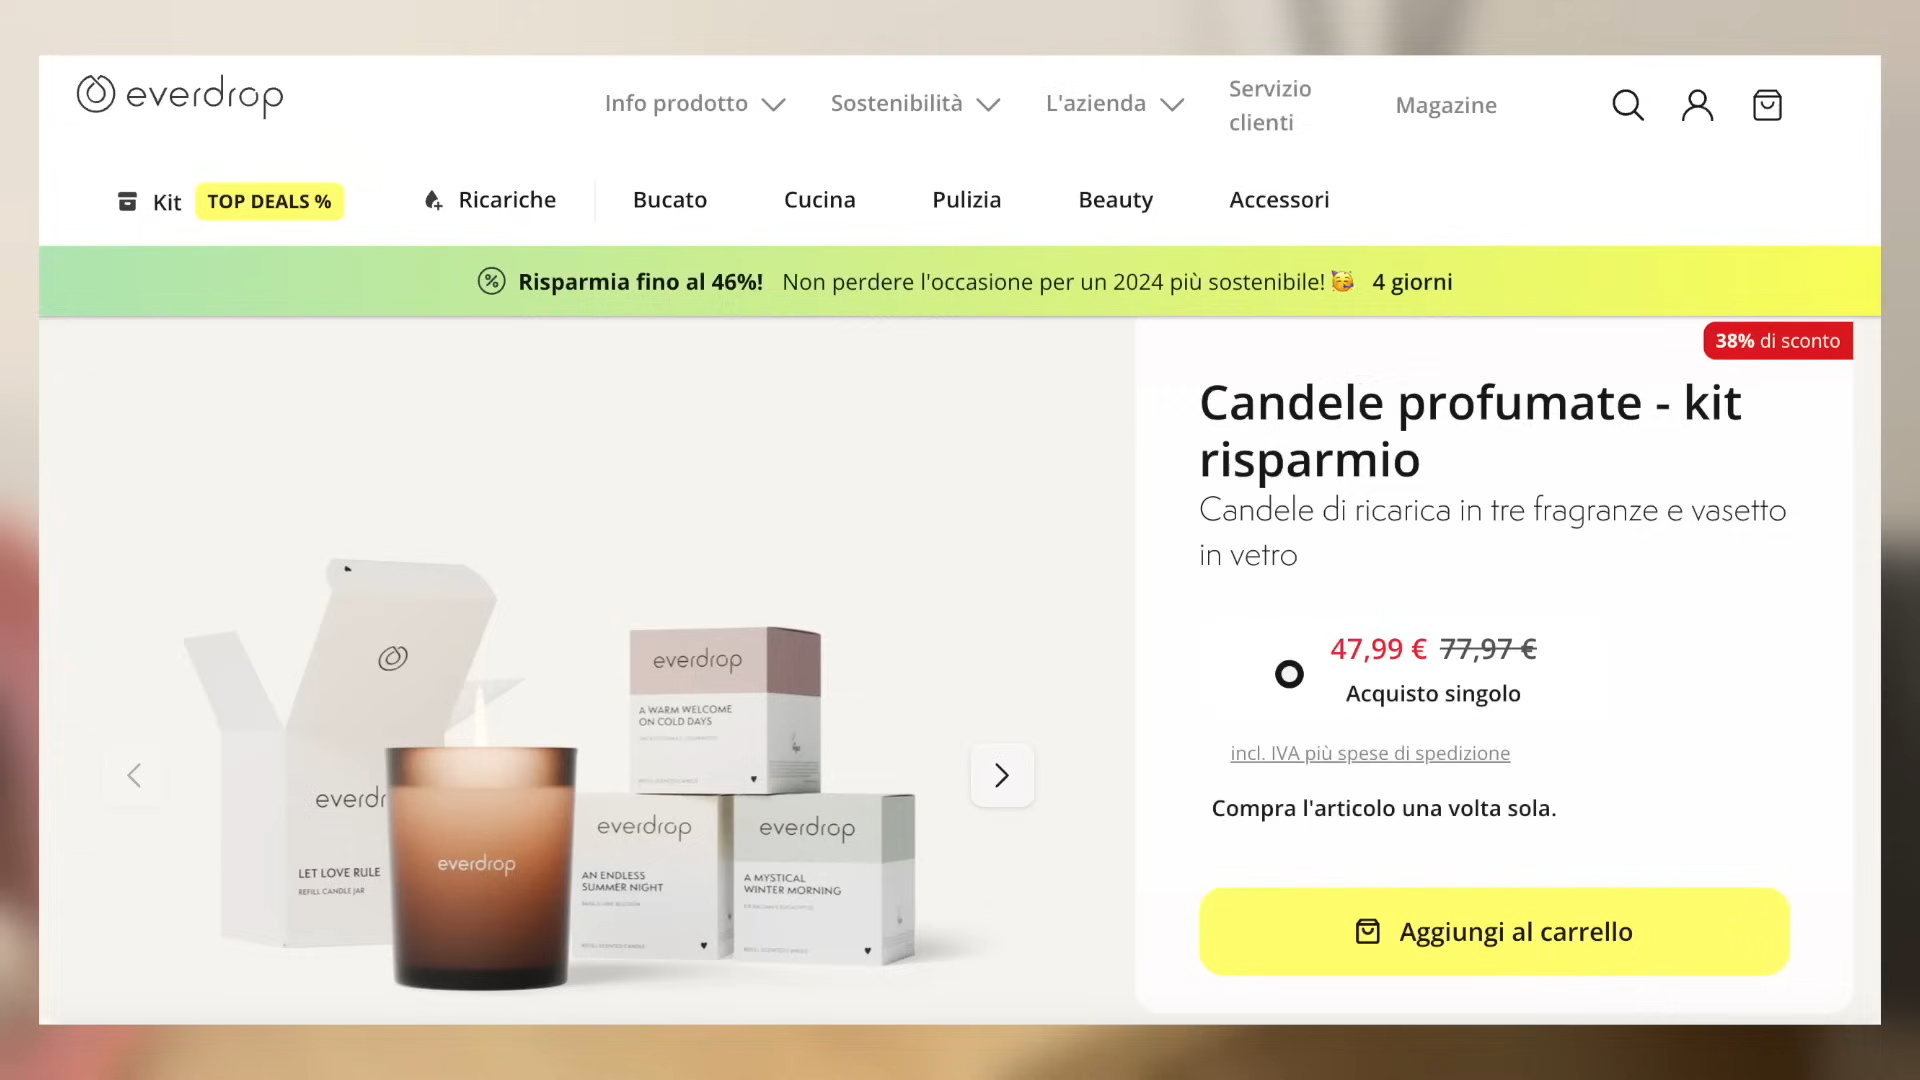 everdrop
Info prodotto
Sostenibilità
L'azienda
Servizio
clienti
Magazine
Kit
TOP DEALS %
Ricariche
Bucato
Cucina
Pulizia
Beauty
Accessori
Risparmia fino al 46%! Non perdere l'occasione per un 2024 più sostenibile! 🥳 4 giorni
38% di sconto
Candele profumate - kit
risparmio
Candele di ricarica in tre fragranze e vasetto
in vetro
47,99 € 77,97 €
Acquisto singolo
incl. IVA più spese di spedizione
Compra l'articolo una volta sola.
Aggiungi al carrello
everdr
LET LOVE RULE
REFILL CANDLE JAR
everdrop
everdrop
A WARM WELCOME
ON COLD DAYS
everdrop
AN ENDLESS
SUMMER NIGHT
everdrop
A MYSTICAL
WINTER MORNING